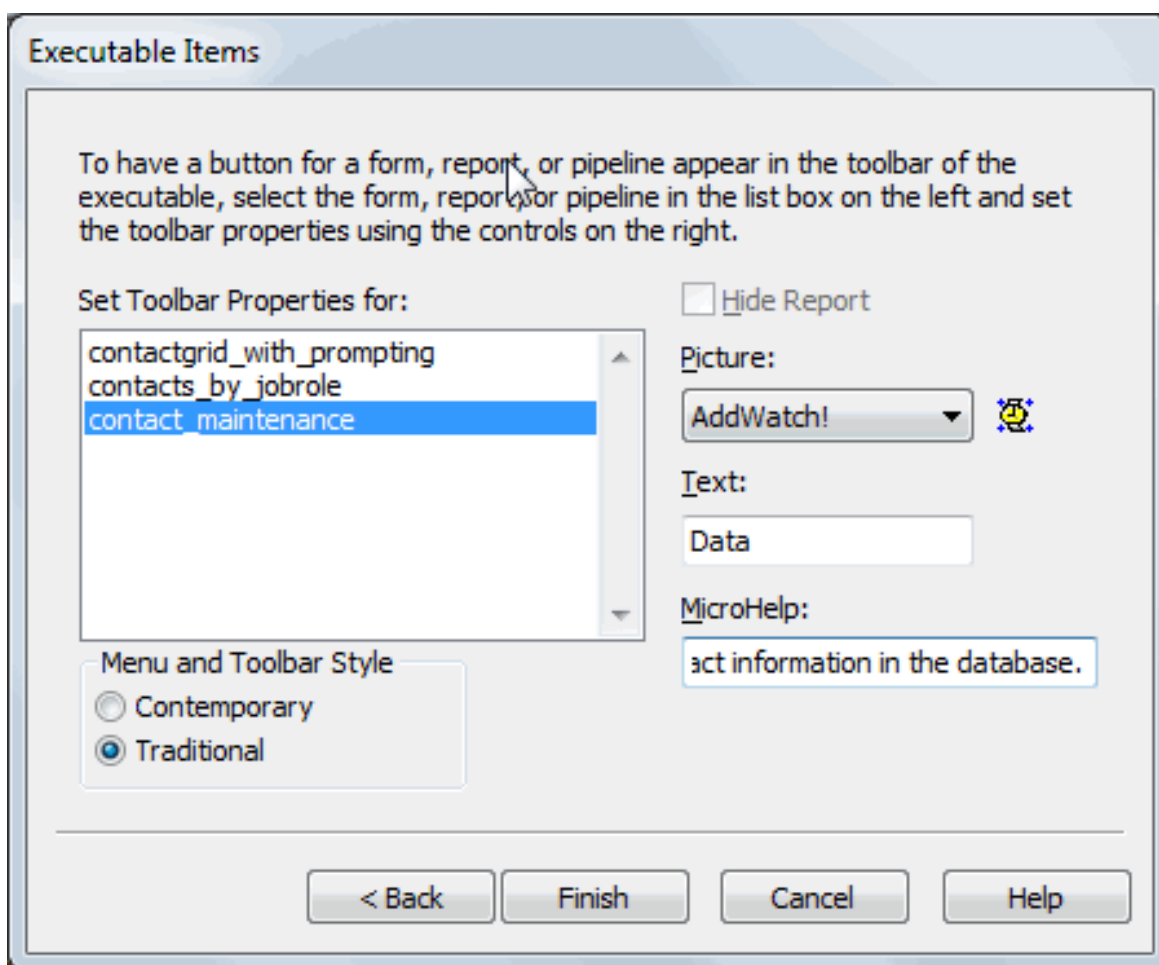 Executable Items
To have a button for a form, report, or pipeline appear in the toolbar of the
executable, select the form, report, or pipeline in the list box on the left and set
the toolbar properties using the controls on the right.
Set Toolbar Properties for:
contactgrid_with_prompting
contacts_by_jobrole
contact_maintenance
Menu and Toolbar Style
Contemporary
Traditional
Hide Report
Picture:
AddWatch!
Text:
Data
MicroHelp:
act information in the database.
< Back
Finish
Cancel
Help